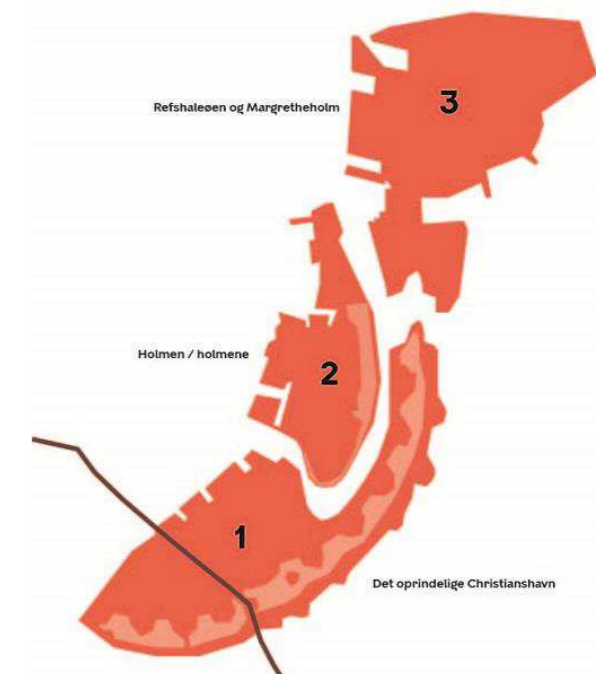 3
Refshaleøen og Margretheholm
Holmen / holmene
2
1
Det oprindelige Christianshavn